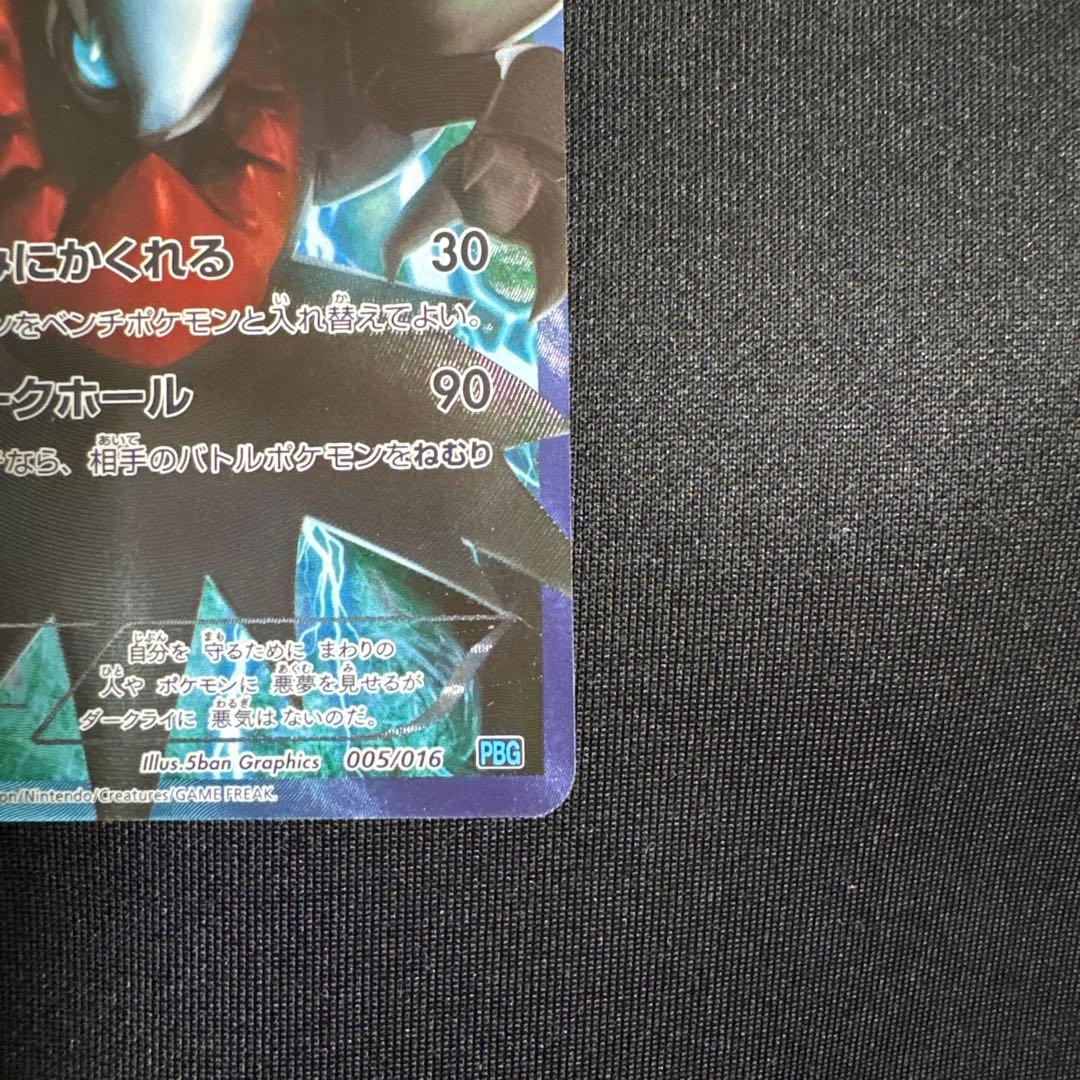 にかくれる 30
をベンチポケモンと入れ替えてよい。
ークホール 90
なら、相手のバトルポケモンをねむり
自分を 守るために まわりの
人や ポケモンに 悪夢を見せるが
ダークライに 悪気は ないのだ。
Illus.5ban Graphics 005/016 PBG
on/Nintendo/Creatures/GAME FREAK.